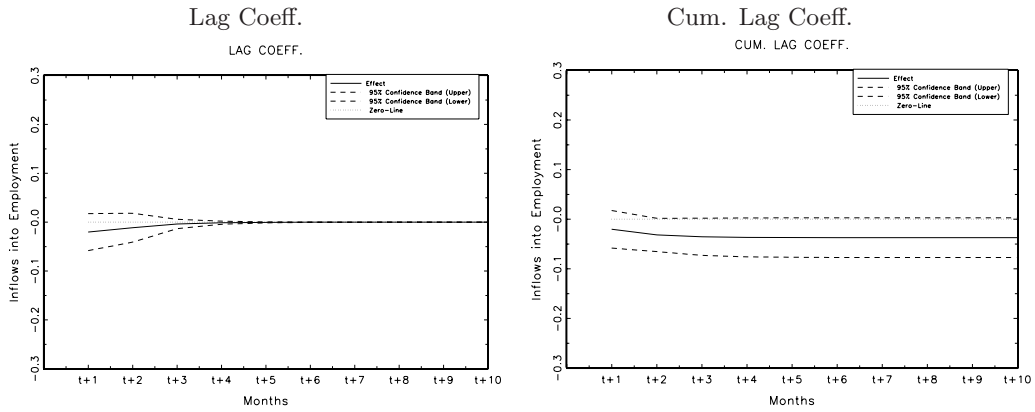 Lag Coeff.
LAG COEFF.
Effect
95% Confidence Band (Upper)
95% Confidence Band (Lower)
Zero-Line
Inflows into Employment
0.3
0.2
0.1
-0.0
-0.1
-0.2
-0.3
t+1 t+2 t+3 t+4 t+5 t+6 t+7 t+8 t+9 t+10
Months
Cum. Lag Coeff.
CUM. LAG COEFF.
Effect
95% Confidence Band (Upper)
95% Confidence Band (Lower)
Zero-Line
Inflows into Employment
0.3
0.2
0.1
-0.0
-0.1
-0.2
-0.3
t+1 t+2 t+3 t+4 t+5 t+6 t+7 t+8 t+9 t+10
Months